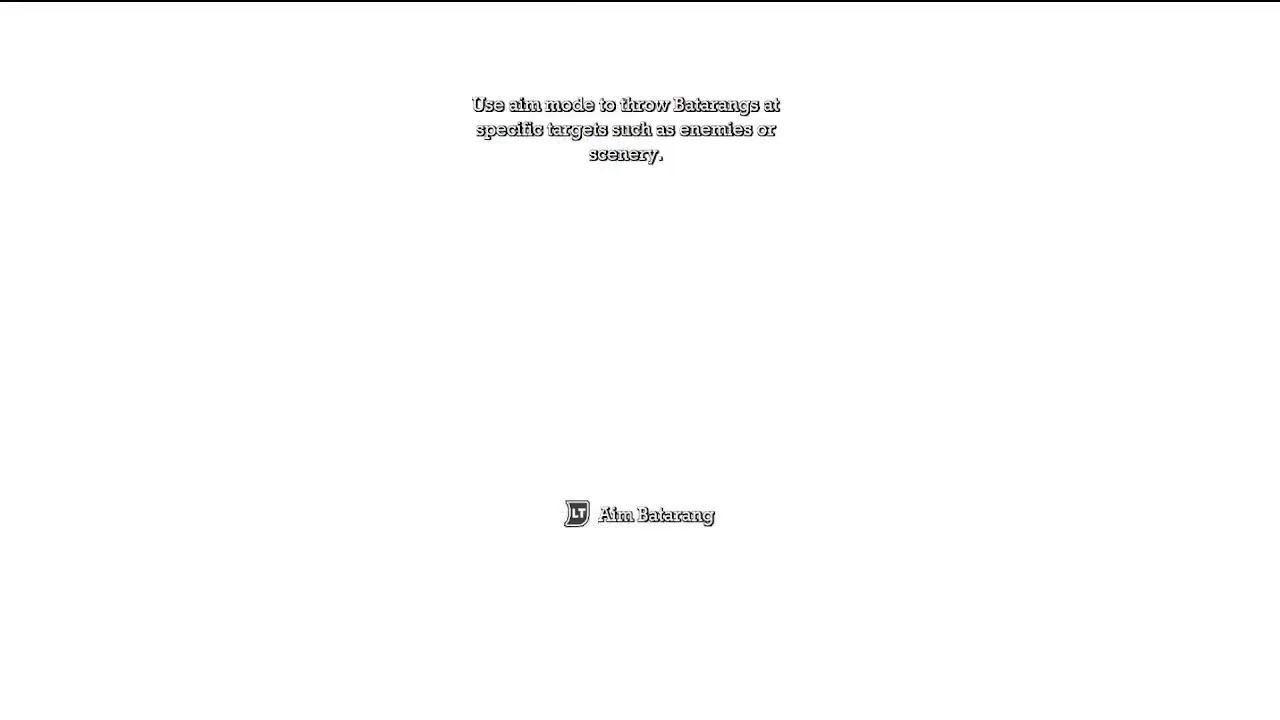 Use aim mode to throw Batarangs at
specific targets such as enemies or
scenery.
LT Aim Batarang